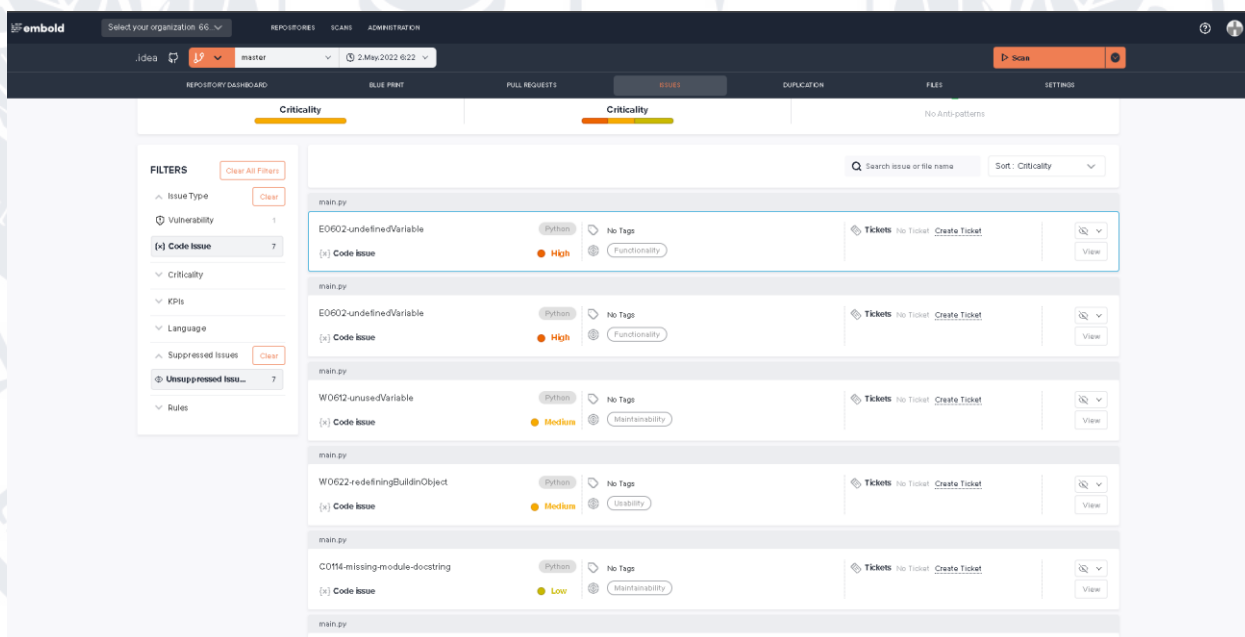 embold
Select your organization 66...
REPOSITORIES SCANS ADMINISTRATION
.idea master 2.May.2022 6:22 Scan
REPOSITORY DASHBOARD BLUE PRINT PULL REQUESTS ISSUES DUPLICATION FILES SETTINGS
Criticality Criticality No Anti-patterns
FILTERS Clear All Filters
Issue Type Clear
Vulnerability 1
{x} Code Issue 7
Criticality
KPIs
Language
Suppressed Issues Clear
Unsuppressed Issu... 7
Rules
Search issue or file name Sort : Criticality
main.py
E0602-undefinedVariable Python No Tags Tickets No Ticket Create Ticket
{x} Code issue High Functionality View
main.py
E0602-undefinedVariable Python No Tags Tickets No Ticket Create Ticket
{x} Code issue High Functionality View
main.py
W0612-unusedVariable Python No Tags Tickets No Ticket Create Ticket
{x} Code issue Medium Maintainability View
main.py
W0622-redefiningBuildinObject Python No Tags Tickets No Ticket Create Ticket
{x} Code issue Medium Usability View
main.py
C0114-missing-module-docstring Python No Tags Tickets No Ticket Create Ticket
{x} Code issue Low Maintainability View
main.py